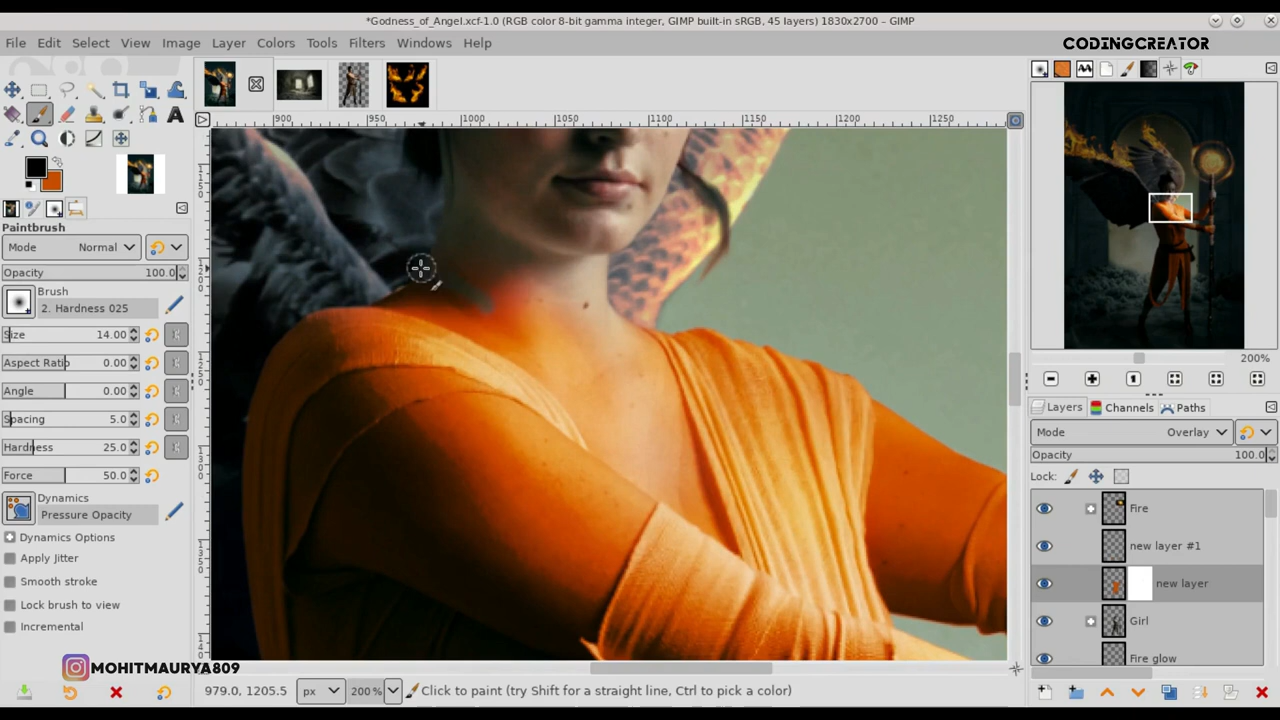 *Godness_of_Angel.xcf-1.0 (RGB color 8-bit gamma integer, GIMP built-in sRGB, 45 layers) 1830x2700 – GIMP
File Edit Select View Image Layer Colors Tools Filters Windows Help
CODINGCREATOR
900 950 1000 1050 1100 1150 1200 1250
Paintbrush
Mode Normal
Opacity 100.0
Brush
2. Hardness 025
Size 14.00
Aspect Ratio 0.00
Angle 0.00
Spacing 5.0
Hardness 25.0
Force 50.0
Dynamics
Pressure Opacity
Dynamics Options
Apply Jitter
Smooth stroke
Lock brush to view
Incremental
MOHITMAURYA809
979.0, 1205.5 px 200% Click to paint (try Shift for a straight line, Ctrl to pick a color)
200%
Layers Channels Paths
Mode Overlay
Opacity 100.0
Lock:
Fire
new layer #1
new layer
Girl
Fire glow